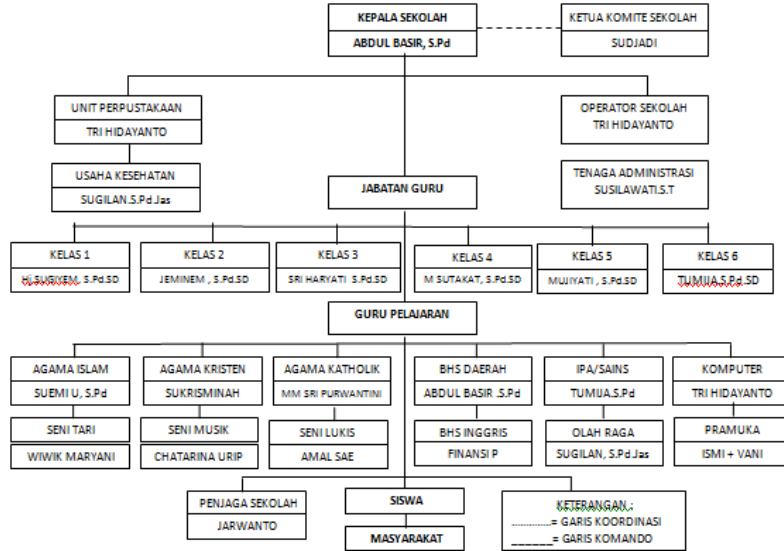 KEPALA SEKOLAH
ABDUL BASIR, S.Pd
KETUA KOMITE SEKOLAH
SUDJADI
UNIT PERPUSTAKAAN
TRI HIDAYANTO
OPERATOR SEKOLAH
TRI HIDAYANTO
USAHA KESEHATAN
SUGILAN.S.Pd.Jas
JABATAN GURU
TENAGA ADMINISTRASI
SUSILAWATI.S.T
KELAS 1
Hj.SUGIYEM, S.Pd.SD
KELAS 2
JEMINEM , S.Pd.SD
KELAS 3
SRI HARYATI S.Pd.SD
KELAS 4
M SUTAKAT, S.Pd.SD
KELAS 5
MUJIYATI , S.Pd.SD
KELAS 6
TUMIJA.S.Pd.SD
GURU PELAJARAN
AGAMA ISLAM
SUEMI U, S.Pd
AGAMA KRISTEN
SUKRISMINAH
AGAMA KATHOLIK
MM SRI PURWANTINI
BHS DAERAH
ABDUL BASIR .S.Pd
IPA/SAINS
TUMIJA.S.Pd
KOMPUTER
TRI HIDAYANTO
SENI TARI
WIWIK MARYANI
SENI MUSIK
CHATARINA URIP
SENI LUKIS
AMAL SAE
BHS INGGRIS
FINANSI P
OLAH RAGA
SUGILAN, S.Pd.Jas
PRAMUKA
ISMI + VANI
PENJAGA SEKOLAH
JARWANTO
SISWA
MASYARAKAT
KETERANGAN :
............= GARIS KOORDINASI
______= GARIS KOMANDO